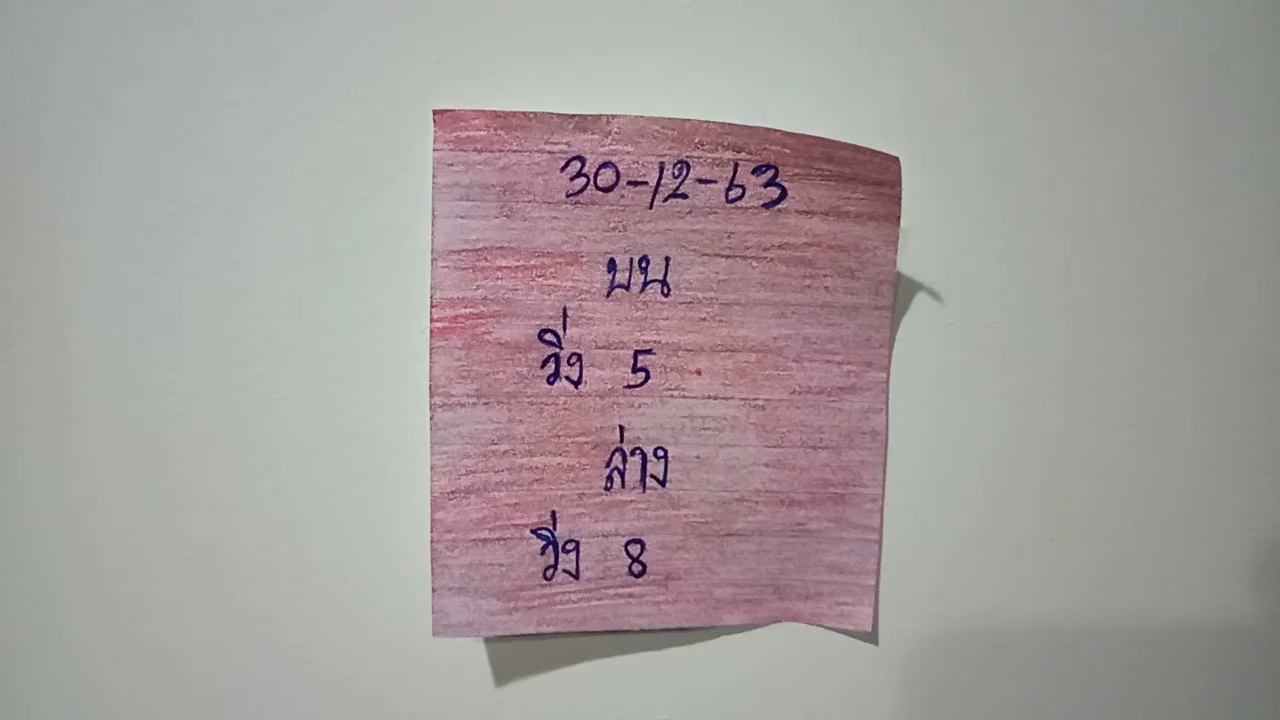 30-12-63
บน
วิ่ง 5
ล่าง
วิ่ง 8